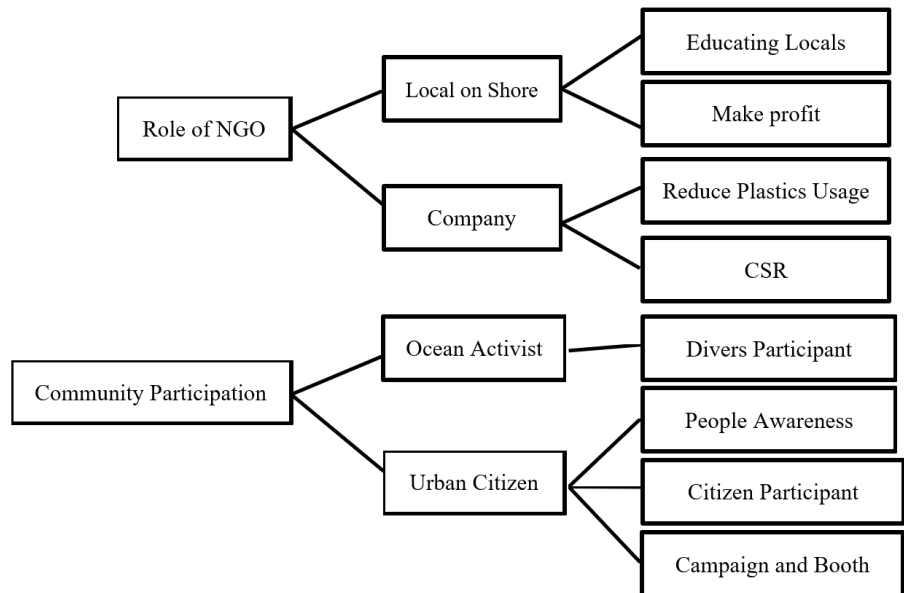 Role of NGO
Local on Shore
Educating Locals
Make profit
Company
Reduce Plastics Usage
CSR
Community Participation
Ocean Activist
Divers Participant
Urban Citizen
People Awareness
Citizen Participant
Campaign and Booth